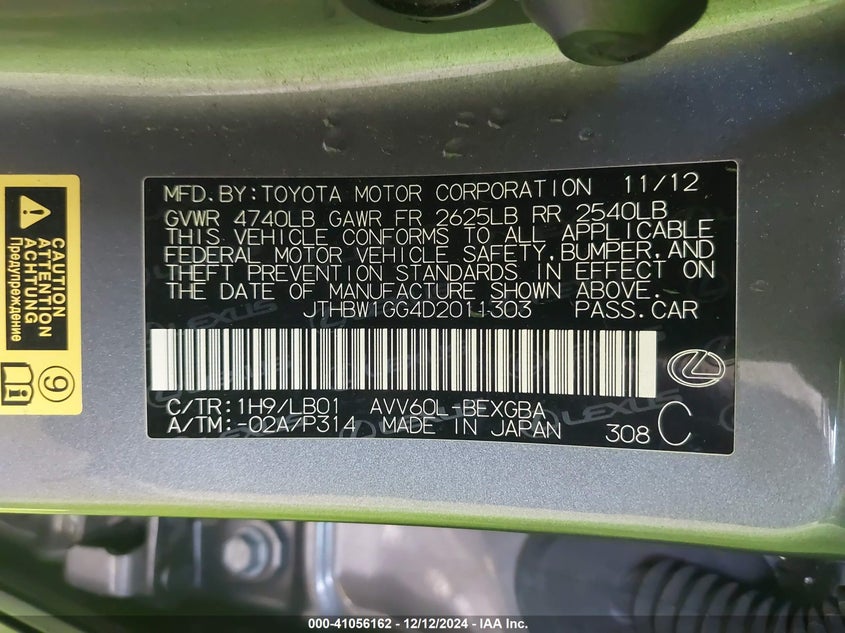 MFD.BY:TOYOTA MOTOR CORPORATION 11/12
GVWR 4740LB GAWR FR 2625LB RR 2540LB
THIS VEHICLE CONFORMS TO ALL APPLICABLE
FEDERAL MOTOR VEHICLE SAFETY,BUMPER,AND
THEFT PREVENTION STANDARDS IN EFFECT ON
THE DATE OF MANUFACTURE SHOWN ABOVE.
JTHBW1GG4D2011303 PASS.CAR
C/TR:1H9/LB01 AVV60L-BEXGBA
A/TM:-02A/P314 MADE IN JAPAN 308 C
LEXUS
CAUTION
ATTENTION
ACHTUNG
Предупреждение
9
000-41056162 - 12/12/2024 - IAA Inc.